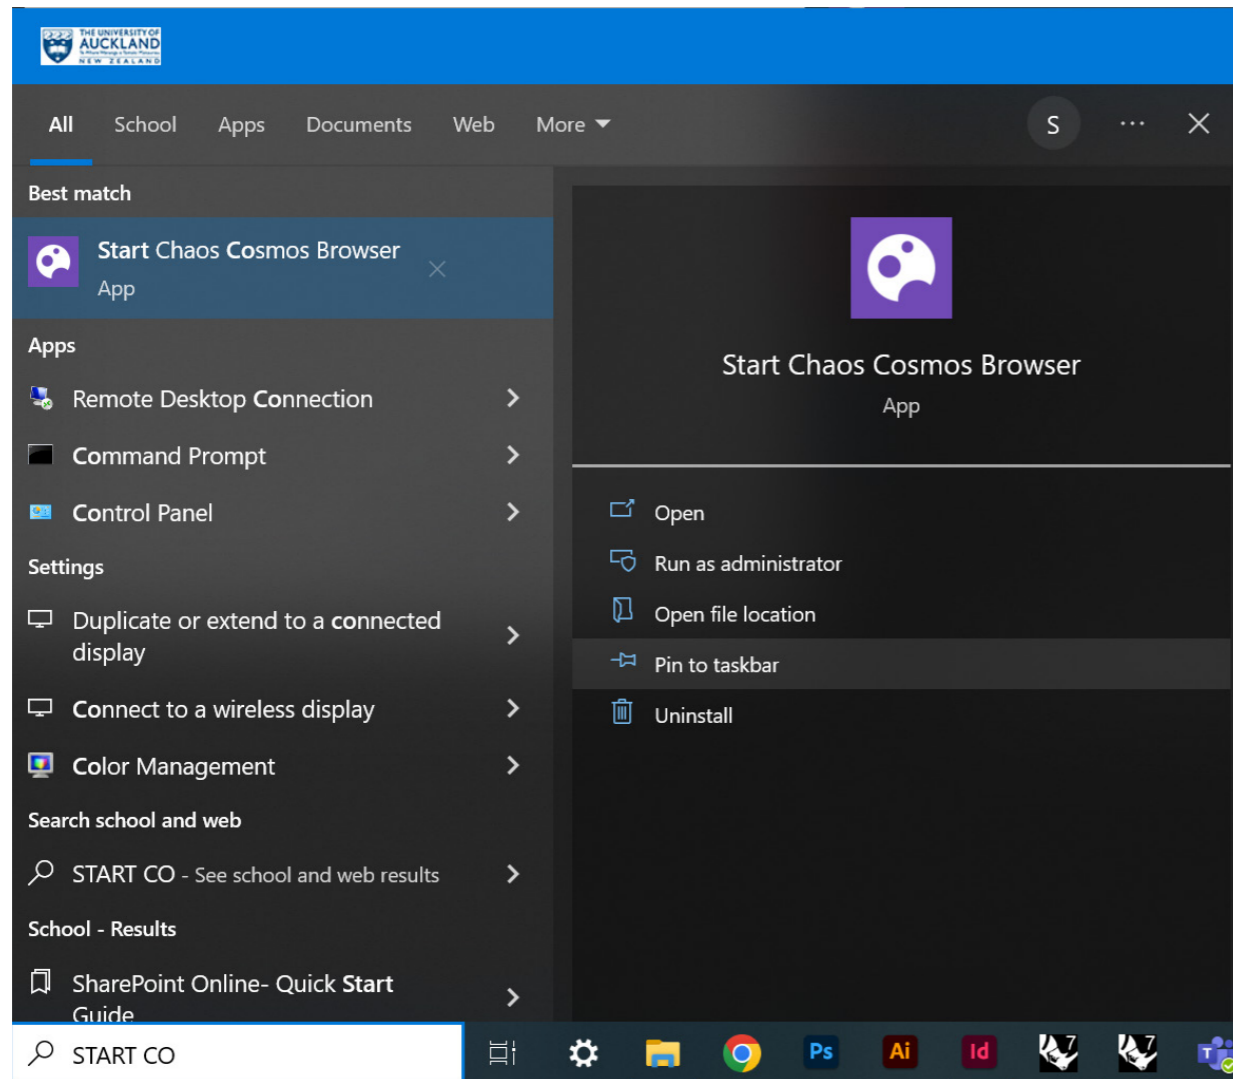 THE UNIVERSITY OF
AUCKLAND
NEW ZEALAND
All School Apps Documents Web More S
Best match
Start Chaos Cosmos Browser
App
Apps
Remote Desktop Connection
Command Prompt
Control Panel
Settings
Duplicate or extend to a connected
display
Connect to a wireless display
Color Management
Search school and web
START CO - See school and web results
School - Results
SharePoint Online- Quick Start
Guide
Start Chaos Cosmos Browser
App
Open
Run as administrator
Open file location
Pin to taskbar
Uninstall
START CO
Ps Ai Id 7 7 T